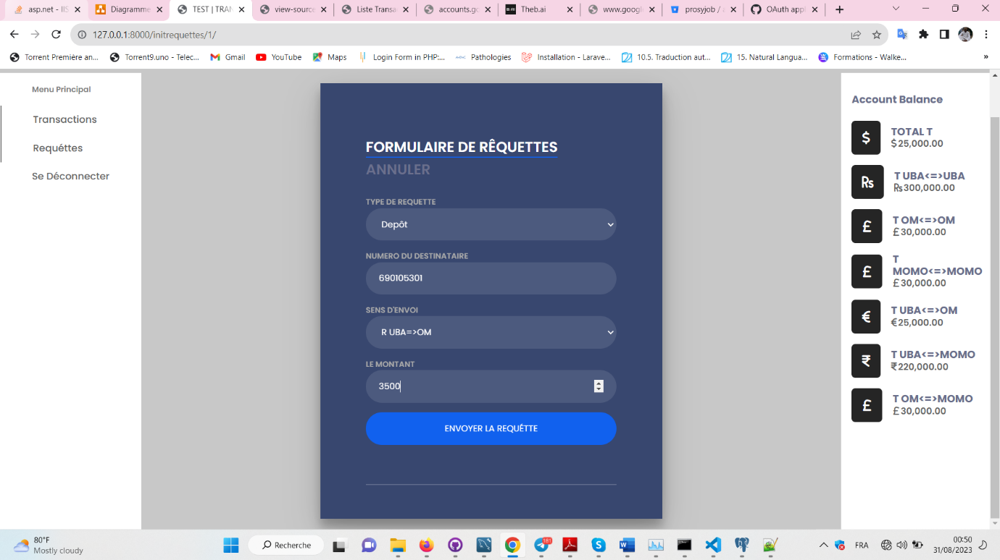 asp.net - IIS
Diagramme
TEST | TRAN
view-source
Liste Transa
accounts.go
Theb.ai
www.google
prosyjob /
OAuth appl
127.0.0.1:8000/initrequettes/1/
Torrent Première an...
Torrent9.uno - Telec...
Gmail
YouTube
Maps
Login Form in PHP:...
Pathologies
Installation - Larave...
10.5. Traduction aut...
15. Natural Langua...
Formations - Walke...
»
Menu Principal
Transactions
Requéttes
Se Déconnecter
FORMULAIRE DE RÊQUETTES
ANNULER
TYPE DE REQUETTE
Depôt
NUMERO DU DESTINATAIRE
690105301
SENS D'ENVOI
R UBA=>OM
LE MONTANT
3500
ENVOYER LA REQUÉTTE
Account Balance
$
TOTAL T
$25,000.00
₨
T UBA<=>UBA
₨300,000.00
£
T OM<=>OM
£30,000.00
£
T
MOMO<=>MOMO
£30,000.00
€
T UBA<=>OM
€25,000.00
₹
T UBA<=>MOMO
₹220,000.00
£
T OM<=>MOMO
£30,000.00
80°F
Mostly cloudy
Recherche
FRA
00:50
31/08/2023